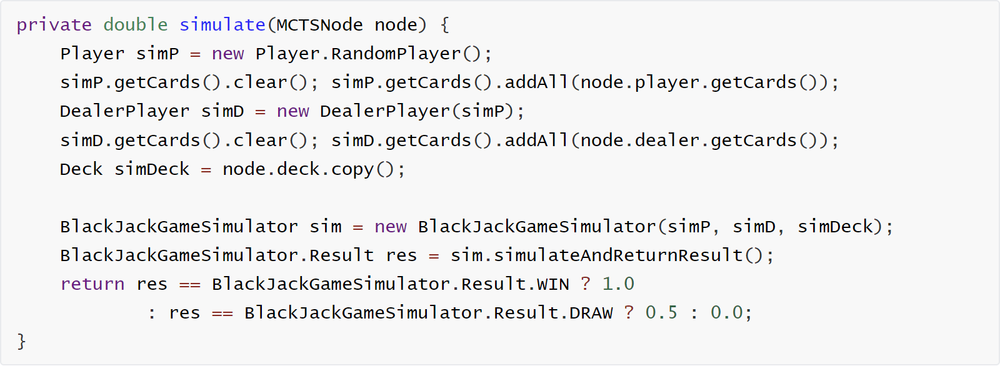 private double simulate(MCTSNode node) {
    Player simP = new Player.RandomPlayer();
    simP.getCards().clear(); simP.getCards().addAll(node.player.getCards());
    DealerPlayer simD = new DealerPlayer(simP);
    simD.getCards().clear(); simD.getCards().addAll(node.dealer.getCards());
    Deck simDeck = node.deck.copy();

    BlackJackGameSimulator sim = new BlackJackGameSimulator(simP, simD, simDeck);
    BlackJackGameSimulator.Result res = sim.simulateAndReturnResult();
    return res == BlackJackGameSimulator.Result.WIN ? 1.0
            : res == BlackJackGameSimulator.Result.DRAW ? 0.5 : 0.0;
}